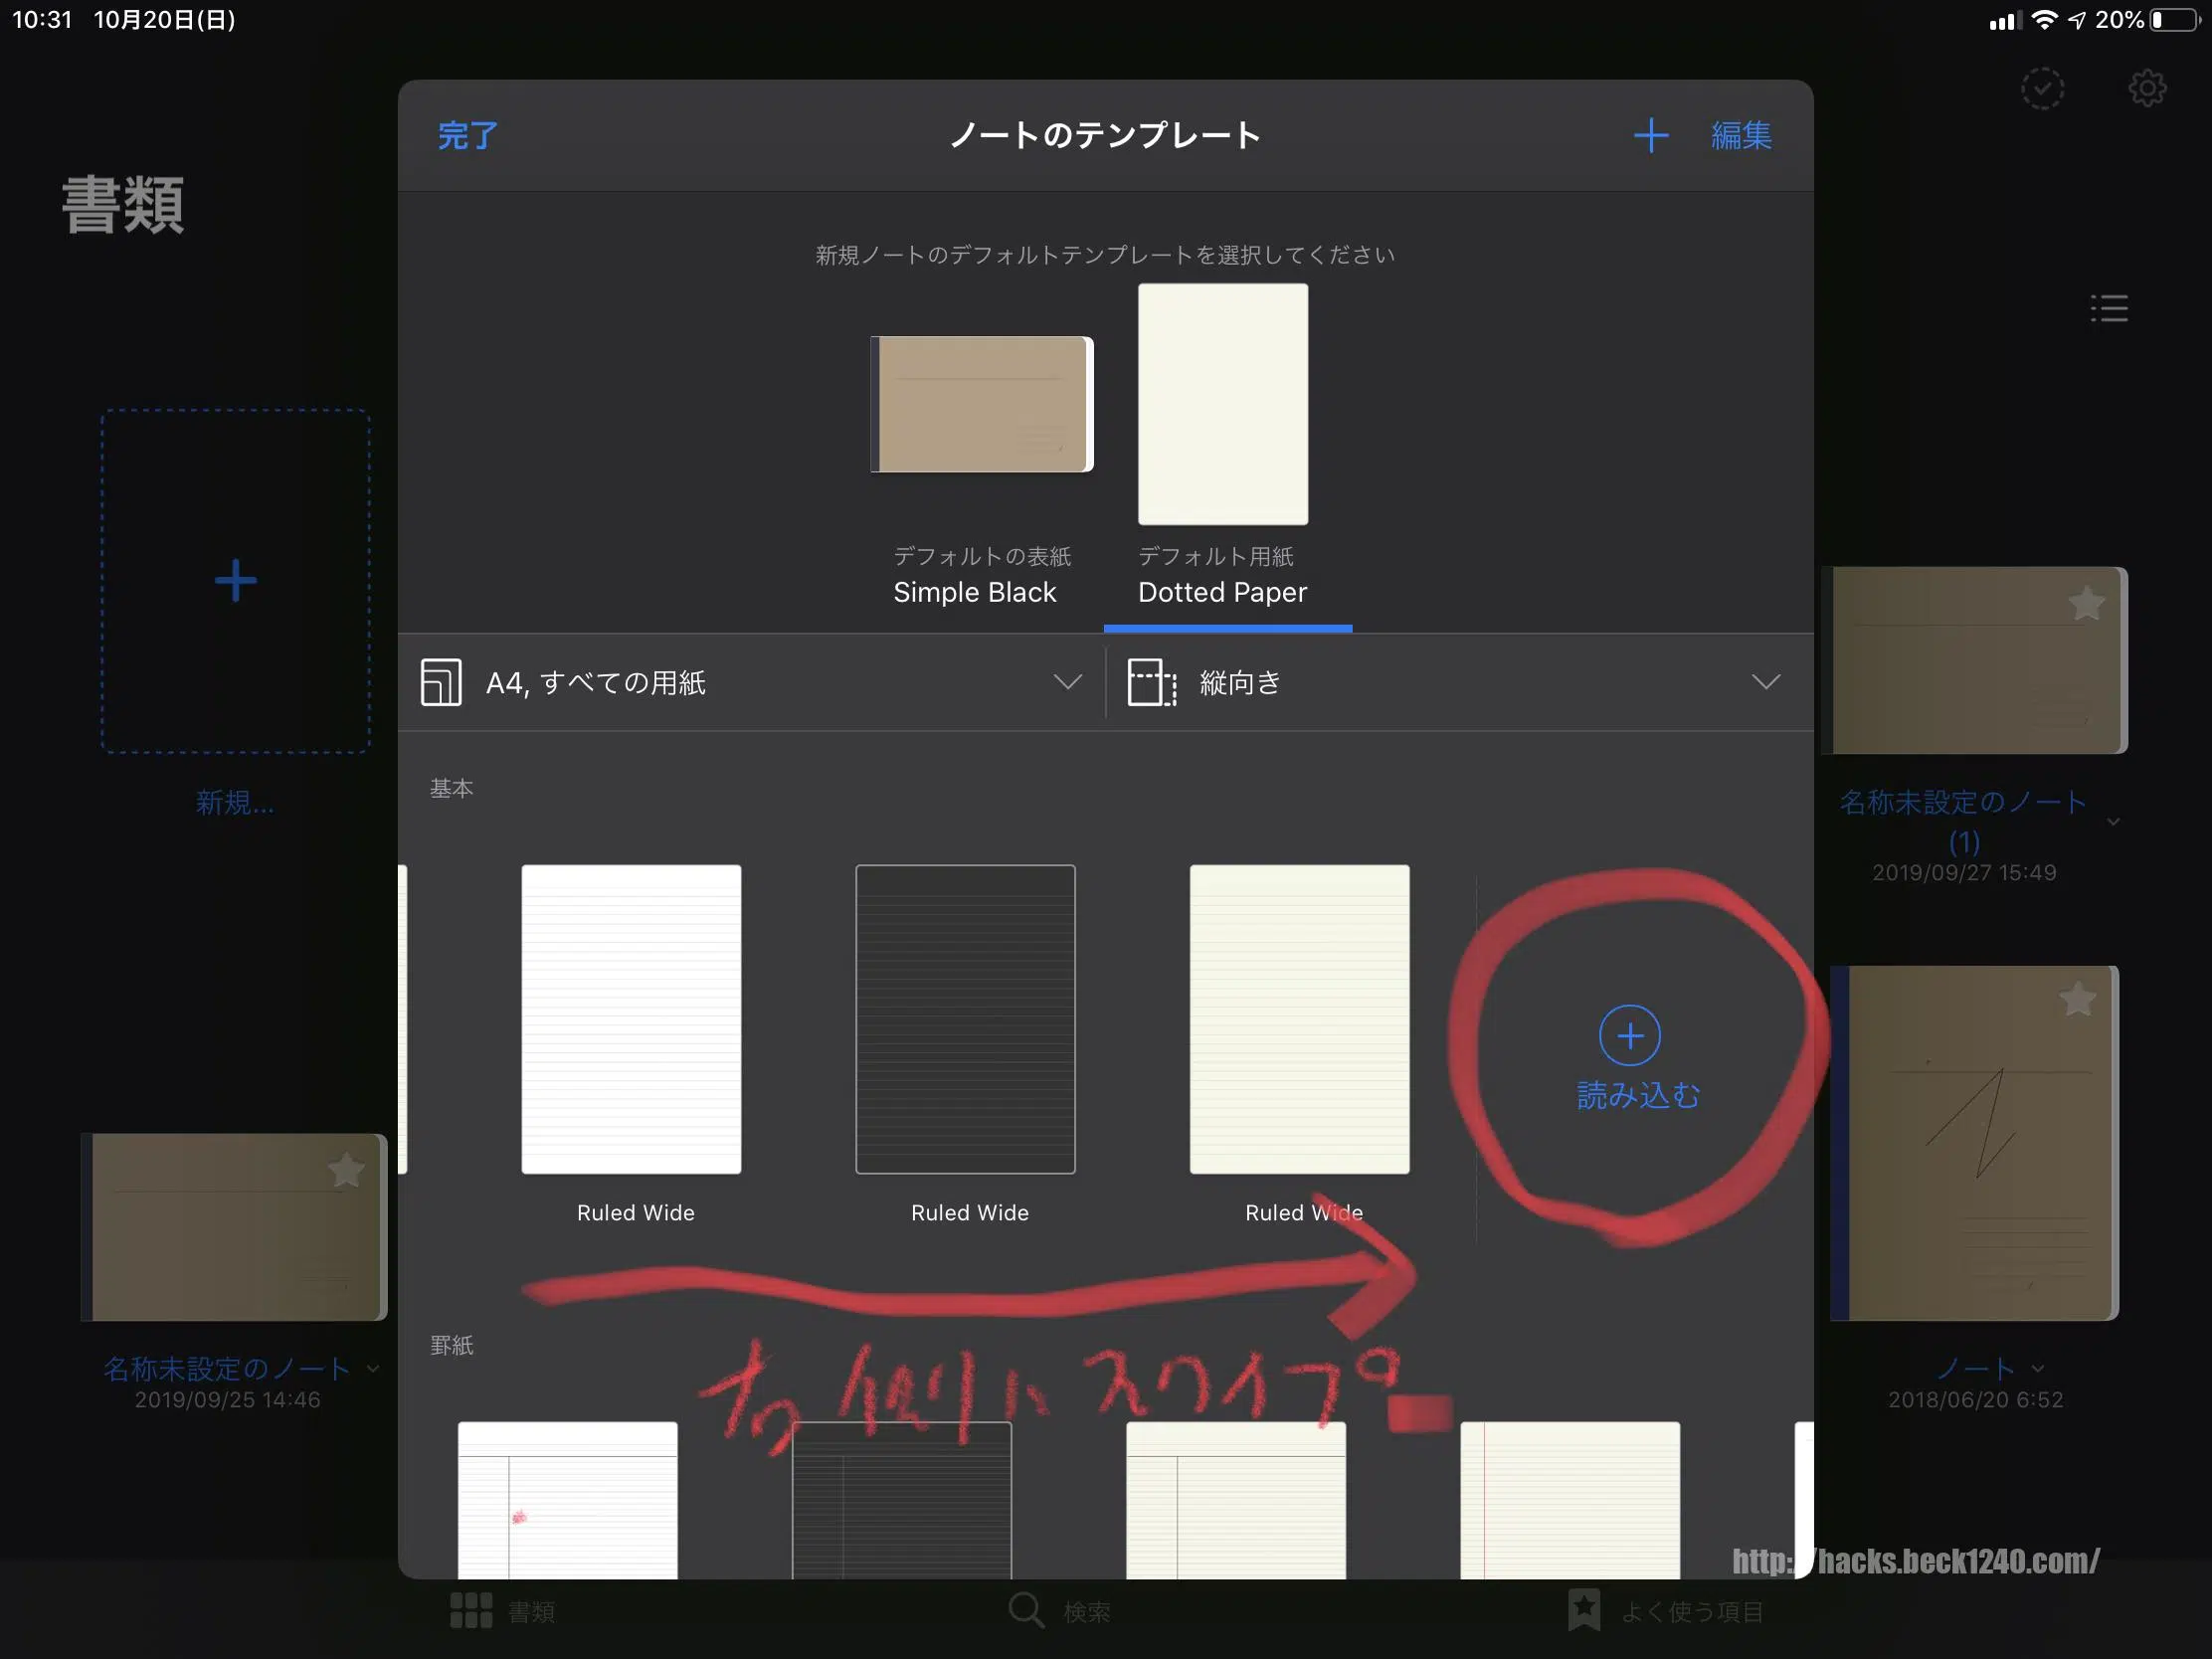 10:31 10月20日(日)
20%
完了 ノートのテンプレート 編集
書類
新規ノートのデフォルトテンプレートを選択してください
デフォルトの表紙
Simple Black
デフォルト用紙
Dotted Paper
A4, すべての用紙
縦向き
基本
新規...
名称未設定のノート
(1)
2019/09/27 15:49
読み込む
Ruled Wide
Ruled Wide
Ruled Wide
罫紙
右側にスワイプ。
名称未設定のノート
2019/09/25 14:46
ノート
2018/06/20 6:52
http://hacks.beck1240.com/
書類
検索
よく使う項目